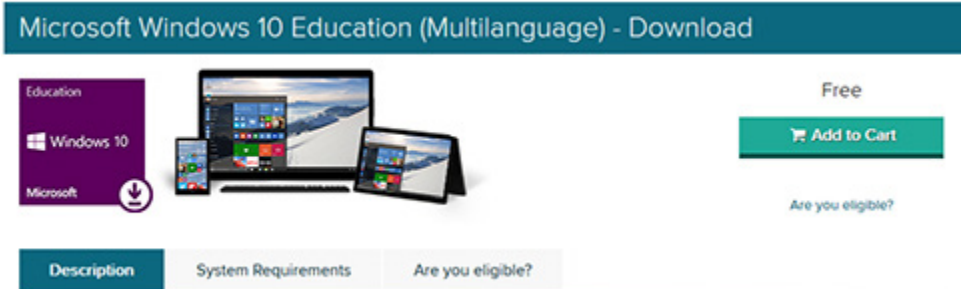 Microsoft Windows 10 Education (Multilanguage) - Download
Education
Windows 10
Microsoft
Free
Add to Cart
Are you eligible?
Description
System Requirements
Are you eligible?